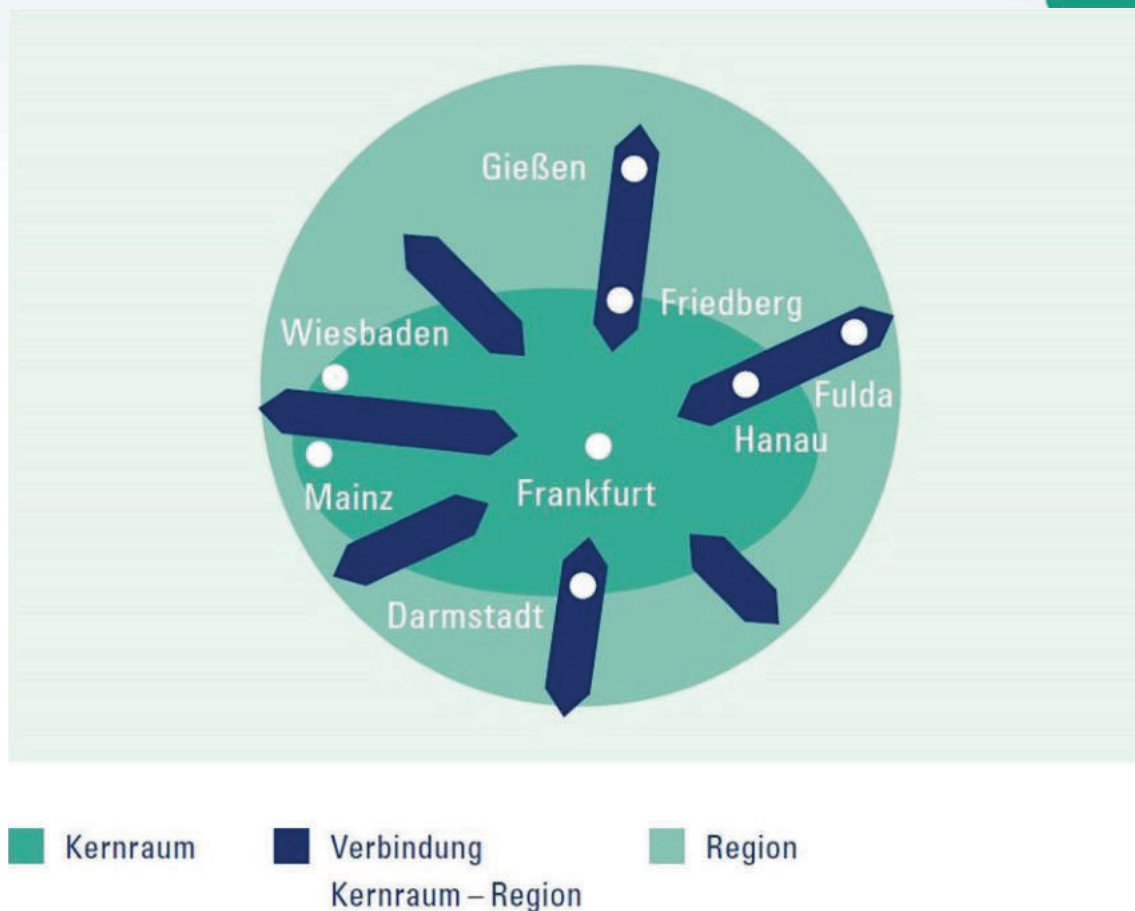 Gießen
Friedberg
Wiesbaden
Fulda
Hanau
Mainz
Frankfurt
Darmstadt
Kernraum
Verbindung
Kernraum – Region
Region